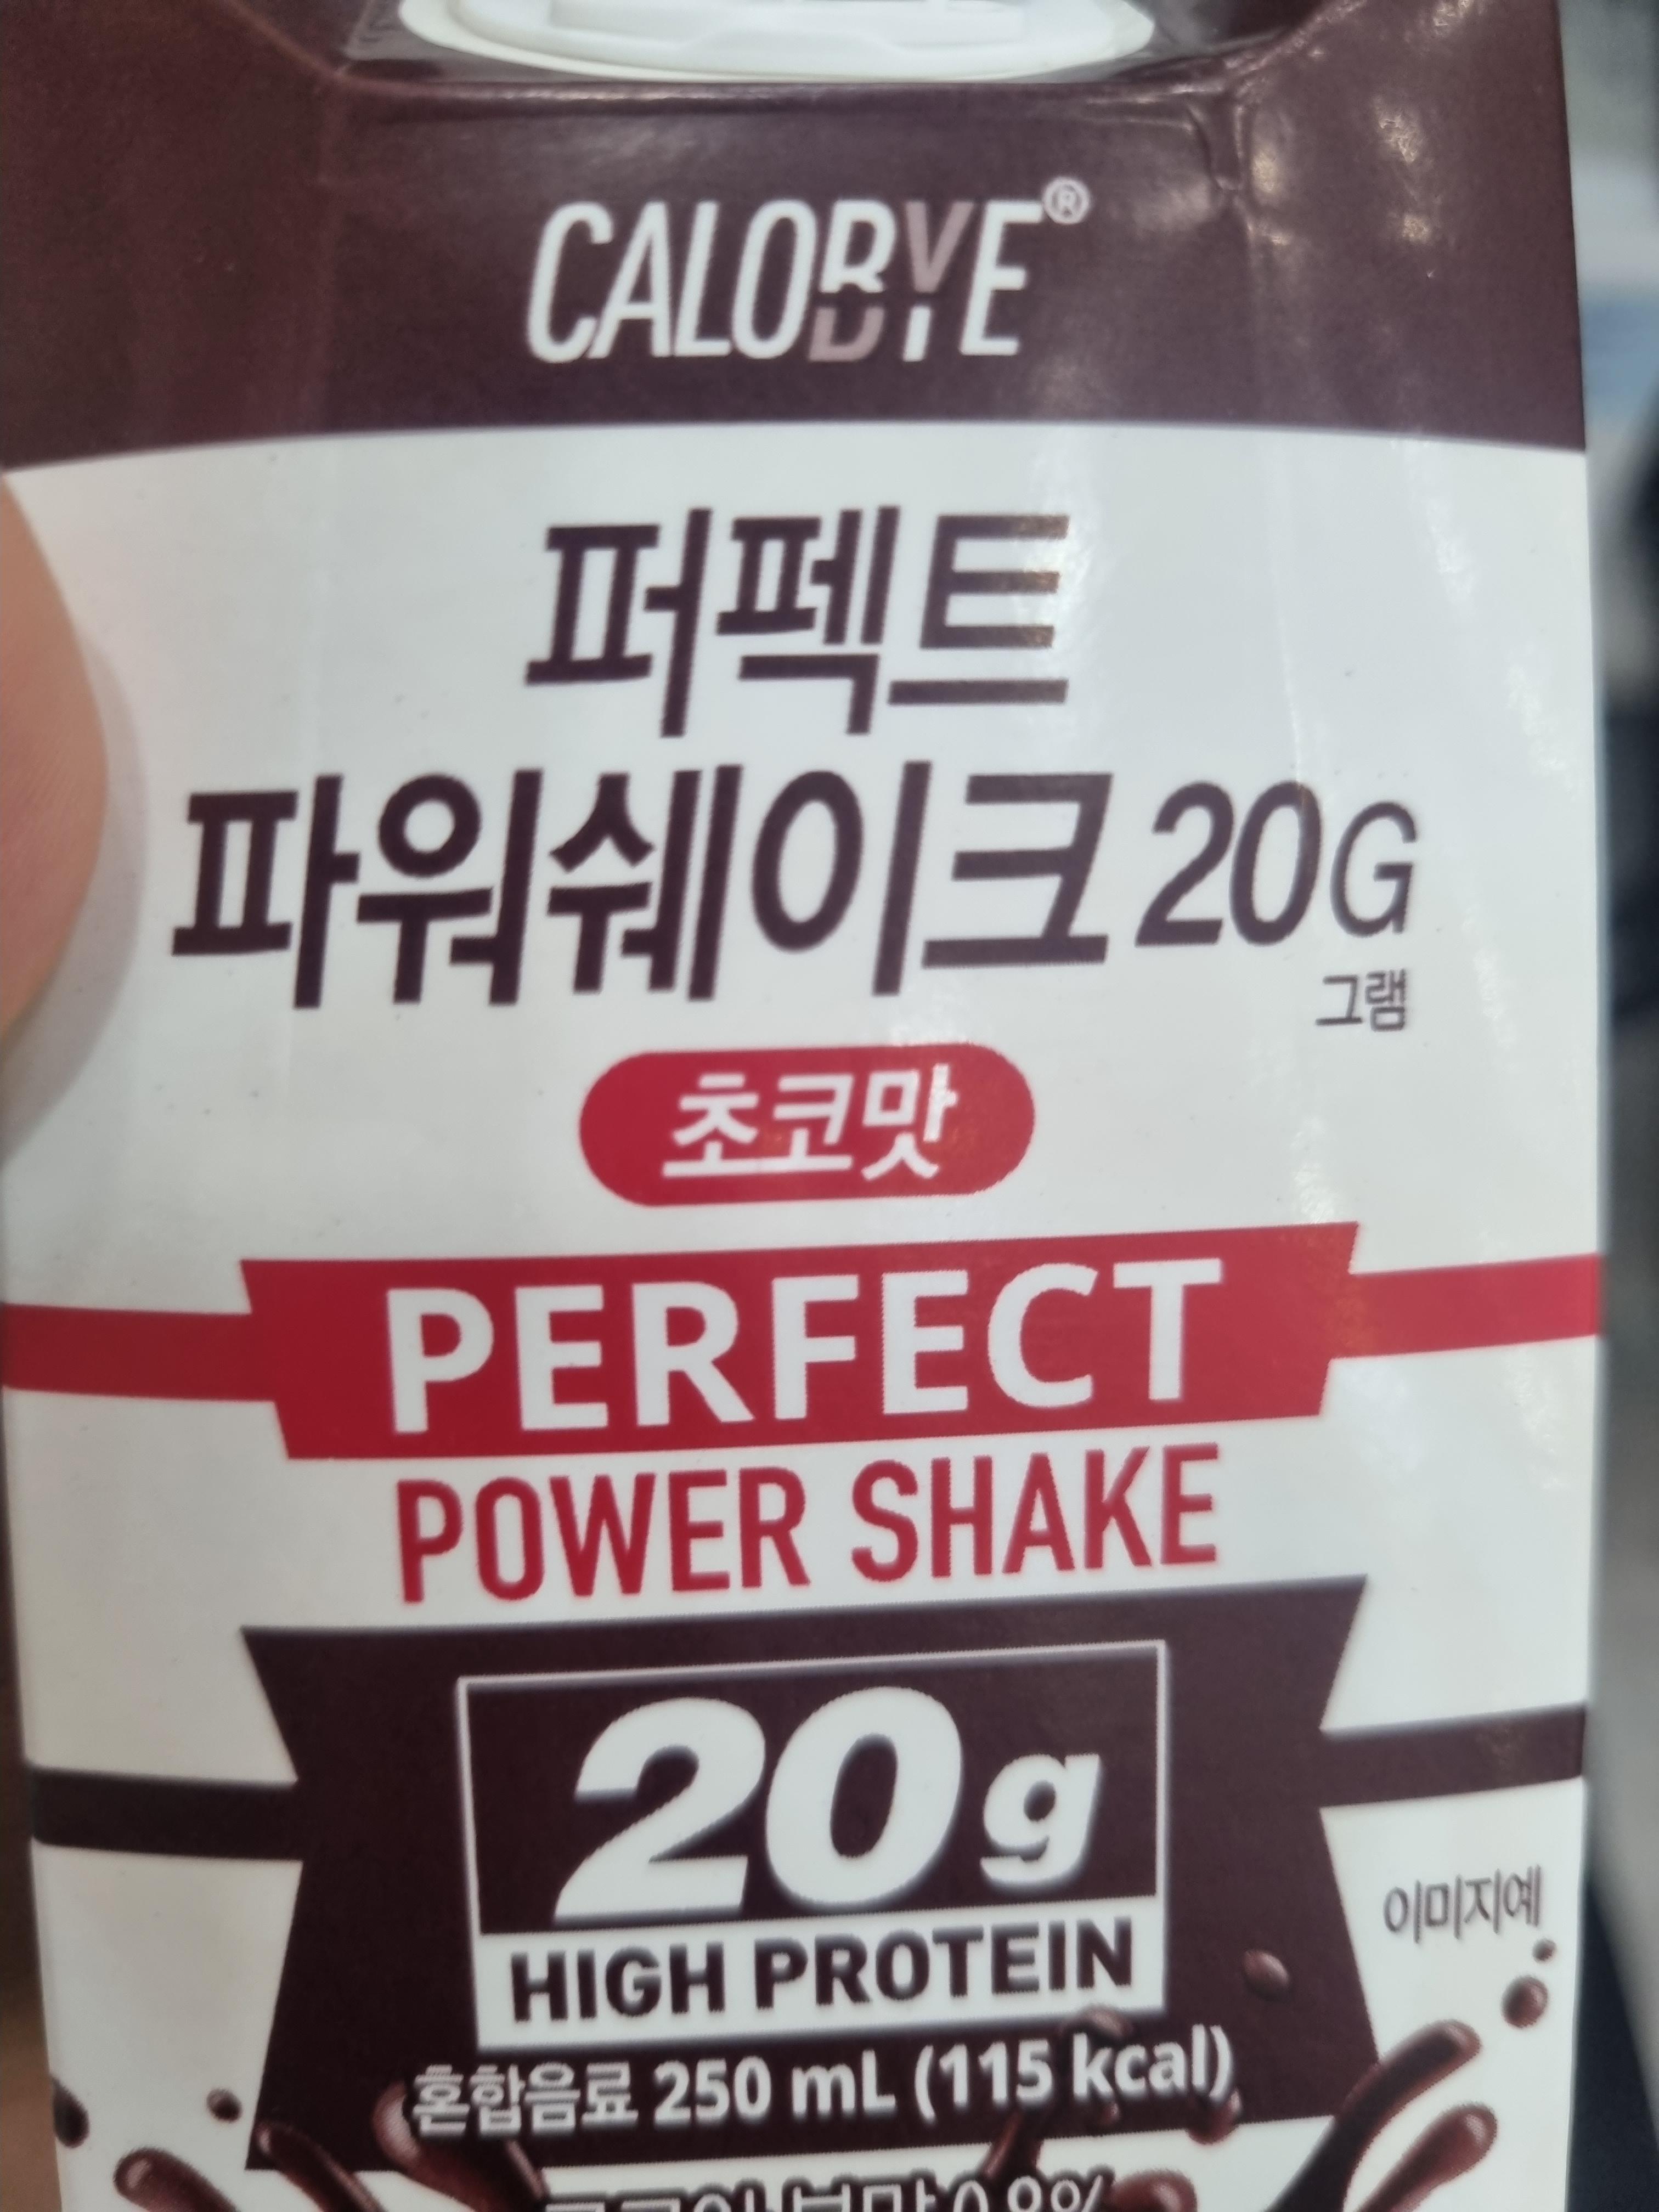 CALOBYE®
퍼펙트
파워쉐이크 20G
그램
초코맛
PERFECT
POWER SHAKE
20g
HIGH PROTEIN
이미지예
혼합음료 250 mL (115 kcal)